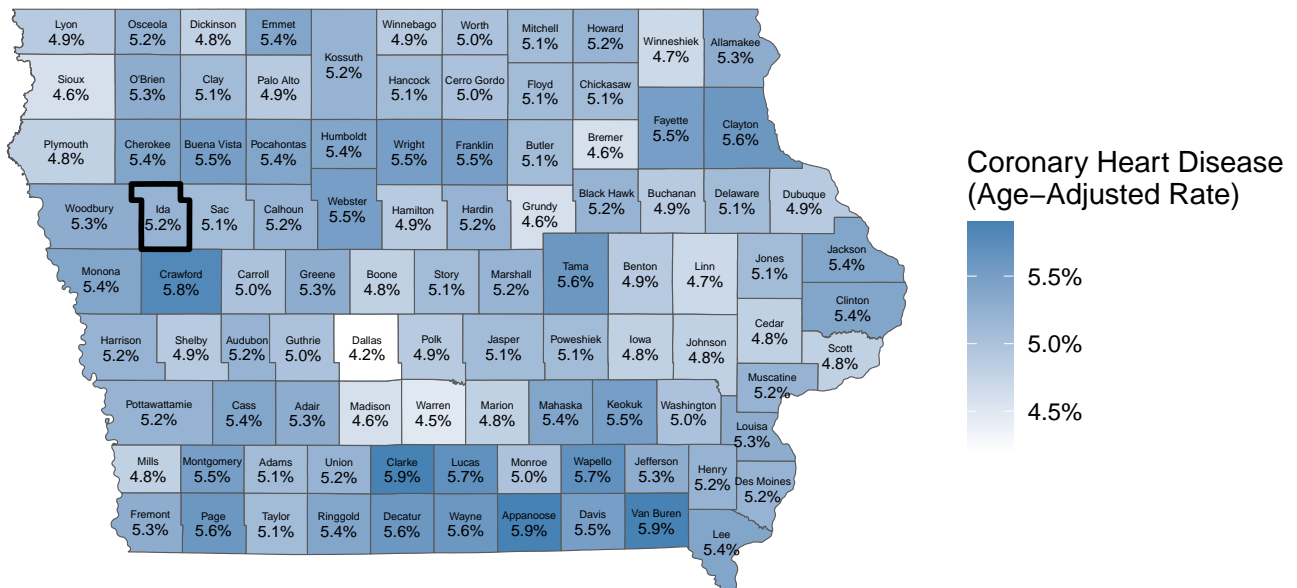 Lyon
4.9%
Osceola
5.2%
Dickinson
4.8%
Emmet
5.4%
Kossuth
5.2%
Winnebago
4.9%
Worth
5.0%
Mitchell
5.1%
Howard
5.2%
Winneshiek
4.7%
Allamakee
5.3%
Sioux
4.6%
O'Brien
5.3%
Clay
5.1%
Palo Alto
4.9%
Hancock
5.1%
Cerro Gordo
5.0%
Floyd
5.1%
Chickasaw
5.1%
Plymouth
4.8%
Cherokee
5.4%
Buena Vista
5.5%
Pocahontas
5.4%
Humboldt
5.4%
Wright
5.5%
Franklin
5.5%
Butler
5.1%
Bremer
4.6%
Fayette
5.5%
Clayton
5.6%
Woodbury
5.3%
Ida
5.2%
Sac
5.1%
Calhoun
5.2%
Webster
5.5%
Hamilton
4.9%
Hardin
5.2%
Grundy
4.6%
Black Hawk
5.2%
Buchanan
4.9%
Delaware
5.1%
Dubuque
4.9%
Monona
5.4%
Crawford
5.8%
Carroll
5.0%
Greene
5.3%
Boone
4.8%
Story
5.1%
Marshall
5.2%
Tama
5.6%
Benton
4.9%
Linn
4.7%
Jones
5.1%
Jackson
5.4%
Clinton
5.4%
Harrison
5.2%
Shelby
4.9%
Audubon
5.2%
Guthrie
5.0%
Dallas
4.2%
Polk
4.9%
Jasper
5.1%
Poweshiek
5.1%
Iowa
4.8%
Johnson
4.8%
Cedar
4.8%
Scott
4.8%
Muscatine
5.2%
Pottawattamie
5.2%
Cass
5.4%
Adair
5.3%
Madison
4.6%
Warren
4.5%
Marion
4.8%
Mahaska
5.4%
Keokuk
5.5%
Washington
5.0%
Louisa
5.3%
Mills
4.8%
Montgomery
5.5%
Adams
5.1%
Union
5.2%
Clarke
5.9%
Lucas
5.7%
Monroe
5.0%
Wapello
5.7%
Jefferson
5.3%
Henry
5.2%
Des Moines
5.2%
Fremont
5.3%
Page
5.6%
Taylor
5.1%
Ringgold
5.4%
Decatur
5.6%
Wayne
5.6%
Appanoose
5.9%
Davis
5.5%
Van Buren
5.9%
Lee
5.4%
Coronary Heart Disease
(Age−Adjusted Rate)
5.5%
5.0%
4.5%